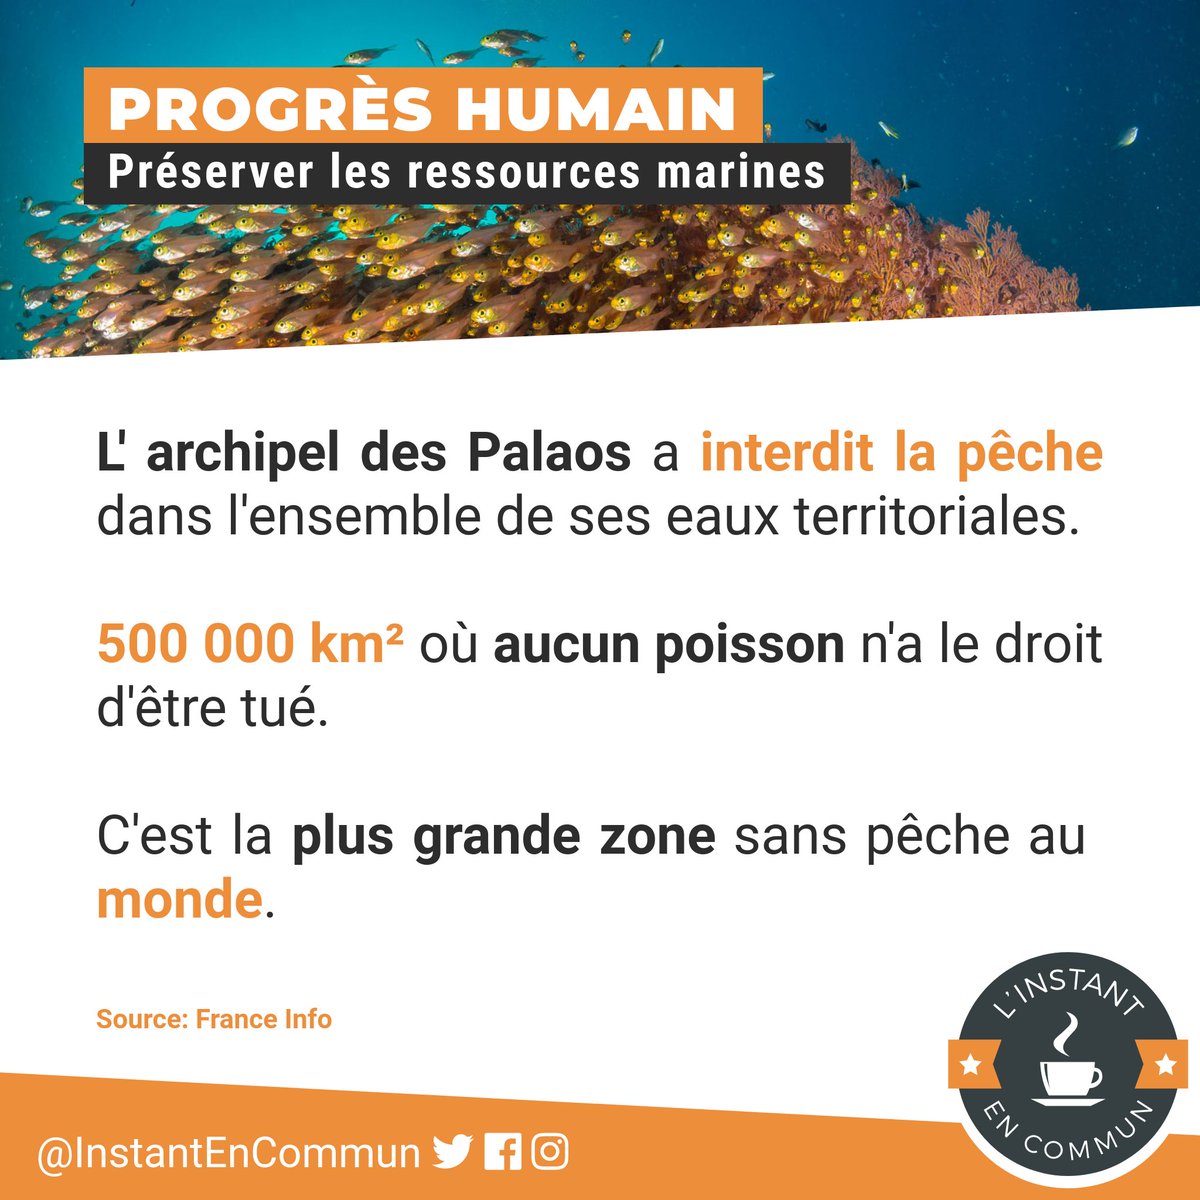 PROGRÈS HUMAIN
Préserver les ressources marines
L' archipel des Palaos a interdit la pêche
dans l'ensemble de ses eaux territoriales.
500 000 km² où aucun poisson n'a le droit
d'être tué.
C'est la plus grande zone sans pêche au
monde.
Source: France Info
L'INSTANT
EN COMMUN
@InstantEnCommun